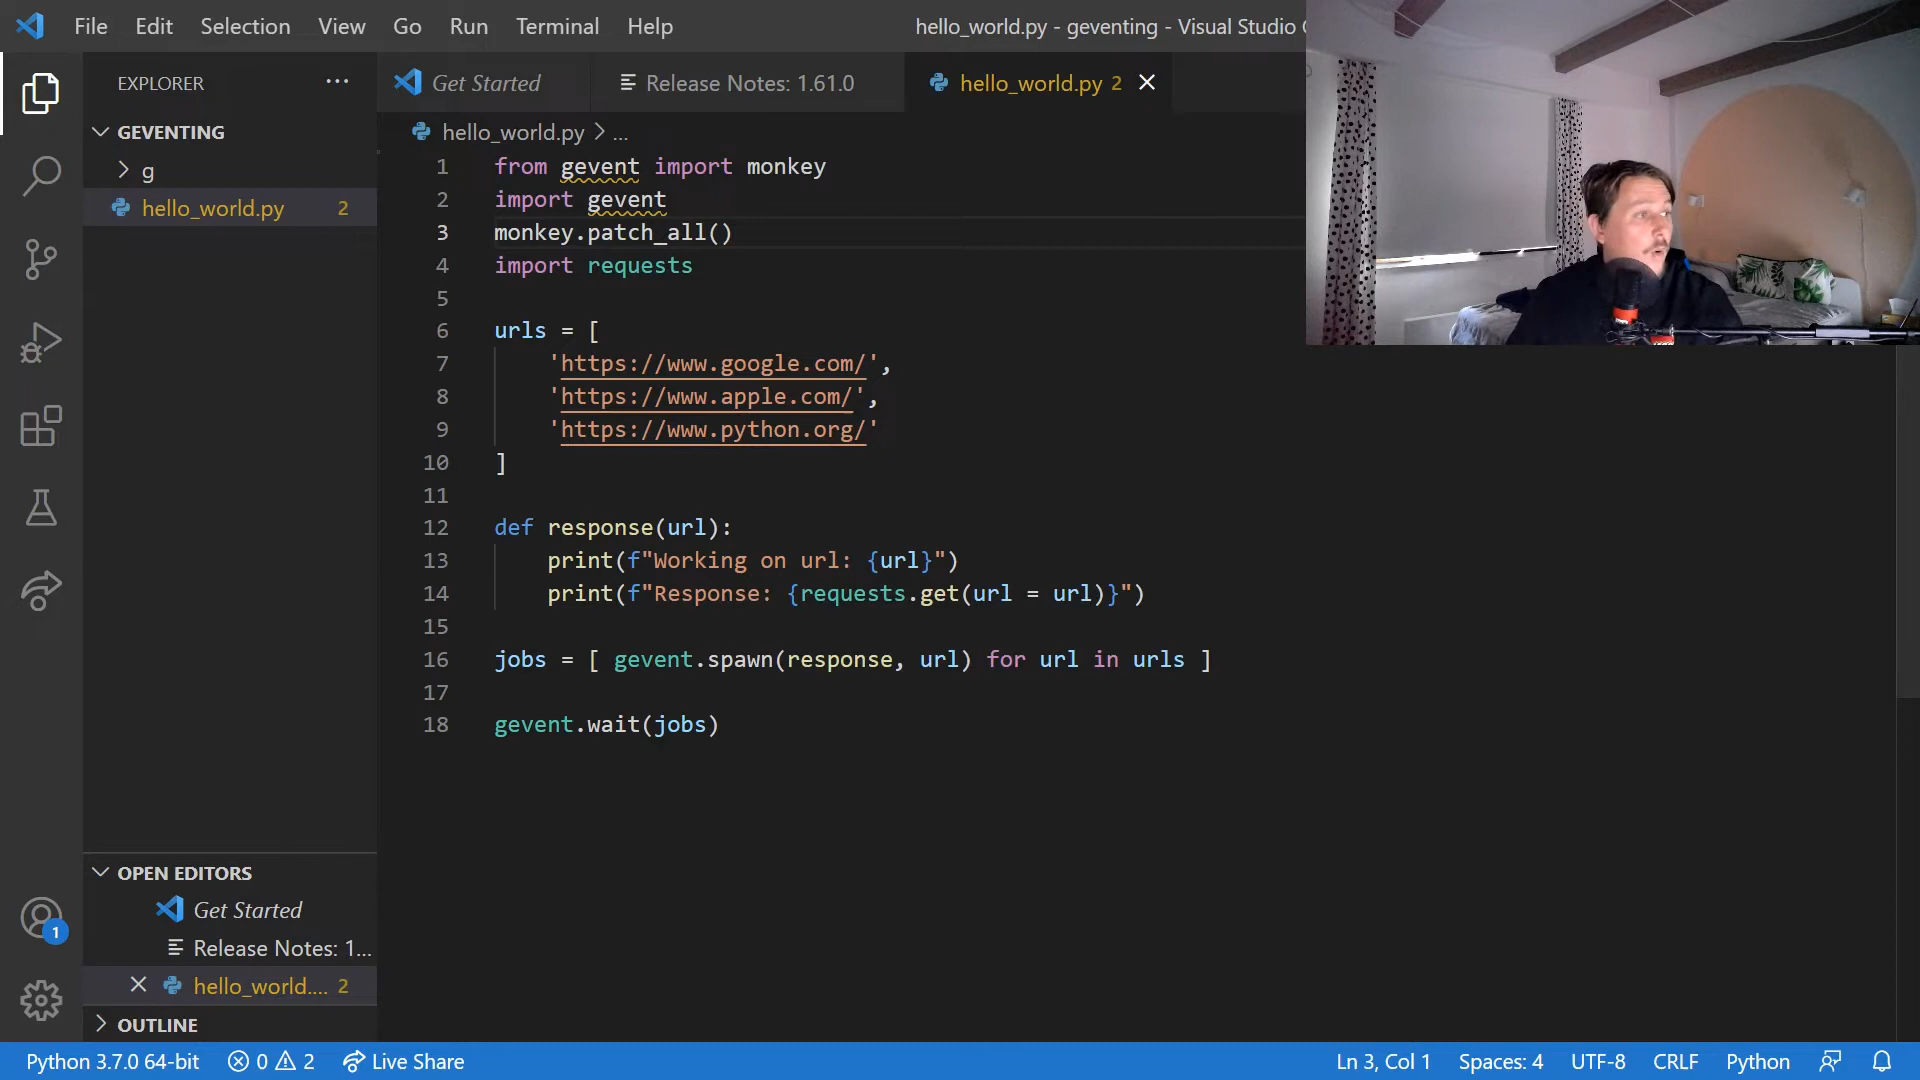 File Edit Selection View Go Run Terminal Help
hello_world.py - geventing - Visual Studio
EXPLORER ...
Get Started
Release Notes: 1.61.0
hello_world.py 2
GEVENTING
g
hello_world.py 2
hello_world.py > ...
1 from gevent import monkey
2 import gevent
3 monkey.patch_all()
4 import requests
5
6 urls = [
7 'https://www.google.com/',
8 'https://www.apple.com/',
9 'https://www.python.org/'
10 ]
11
12 def response(url):
13 print(f"Working on url: {url}")
14 print(f"Response: {requests.get(url = url)}")
15
16 jobs = [ gevent.spawn(response, url) for url in urls ]
17
18 gevent.wait(jobs)
OPEN EDITORS
Get Started
Release Notes: 1...
hello_world.... 2
1
OUTLINE
Python 3.7.0 64-bit 0 2 Live Share Ln 3, Col 1 Spaces: 4 UTF-8 CRLF Python